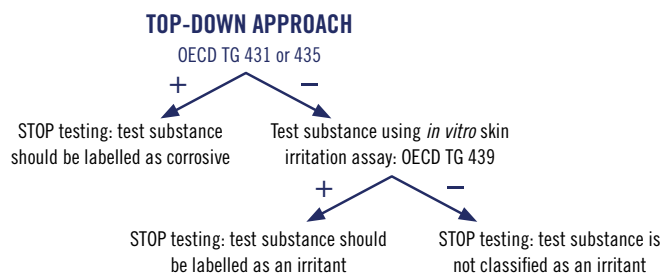 TOP-DOWN APPROACH
OECD TG 431 or 435
+
−
STOP testing: test substance
should be labelled as corrosive
Test substance using in vitro skin
irritation assay: OECD TG 439
+
−
STOP testing: test substance should
be labelled as an irritant
STOP testing: test substance is
not classified as an irritant